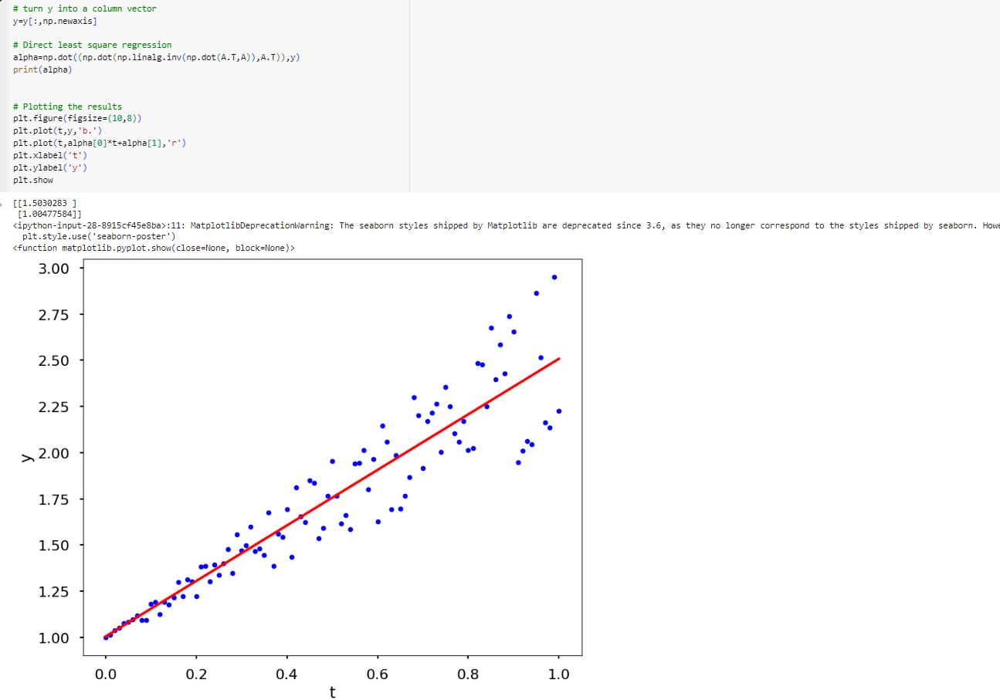 # turn y into a column vector
y=y[:,np.newaxis]
# Direct least square regression
alpha=np.dot((np.dot(np.linalg.inv(np.dot(A.T,A)),A.T)),y)
print(alpha)
# Plotting the results
plt.figure(figsize=(10,8))
plt.plot(t,y,'b.')
plt.plot(t,alpha[0]*t+alpha[1],'r')
plt.xlabel('t')
plt.ylabel('y')
plt.show
[[1.5030283 ]
 [1.00477584]]
<ipython-input-28-8915cf45e8ba>:11: MatplotlibDeprecationWarning: The seaborn styles shipped by Matplotlib are deprecated since 3.6, as they no longer correspond to the styles shipped by seaborn. Howe
  plt.style.use('seaborn-poster')
<function matplotlib.pyplot.show(close=None, block=None)>
3.00
2.75
2.50
2.25
2.00
y
1.75
1.50
1.25
1.00
0.0 0.2 0.4 0.6 0.8 1.0
t